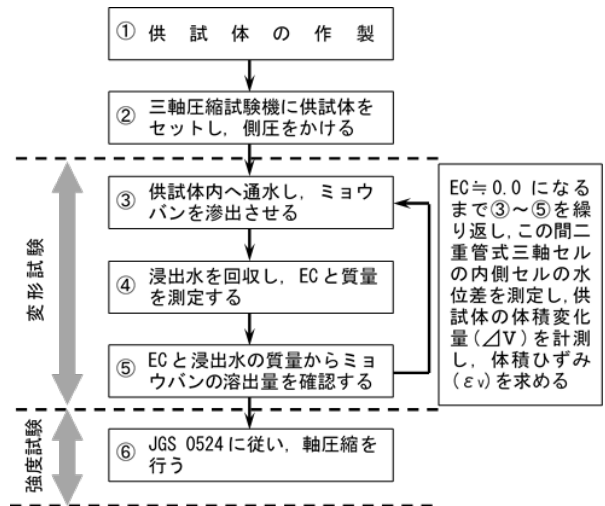 ① 供試体の作製
② 三軸圧縮試験機に供試体を
セットし，側圧をかける
変形試験
③ 供試体内へ通水し，ミョウ
バンを滲出させる
④ 浸出水を回収し，ECと質量
を測定する
⑤ ECと浸出水の質量からミョ
ウバンの溶出量を確認する
EC≒0.0 になる
まで③～⑤を繰
り返し，この間二
重管式三軸セル
の内側セルの水
位差を測定し，供
試体の体積変化
量(⊿V)を計測
し，体積ひずみ
(εv)を求める
強度試験
⑥ JGS 0524に従い，軸圧縮を
行う